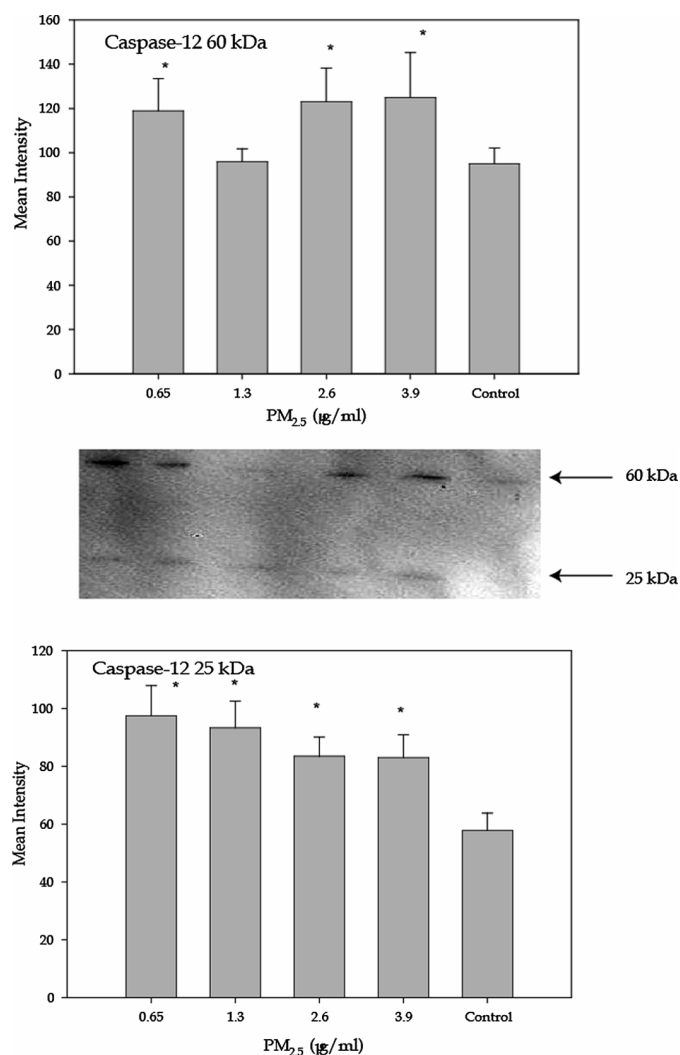 160
Caspase-12 60 kDa
140
*
*
*
120
100
80
60
40
20
0
Mean Intensity
0.65 1.3 2.6 3.9 Control
PM2.5 (µg/ml)
60 kDa
25 kDa
120
Caspase-12 25 kDa
*
*
*
*
100
80
60
40
20
0
Mean Intensity
0.65 1.3 2.6 3.9 Control
PM2.5 (µg/ml)